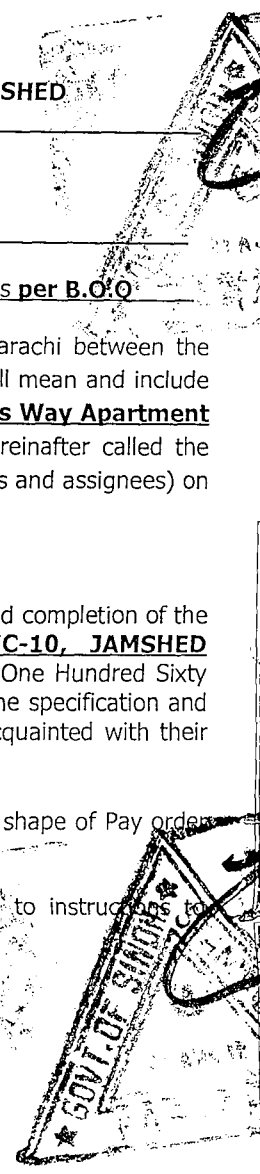 SHED
s per B.O.Q
arachi between the
ll mean and include
s Way Apartment
reinafter called the
s and assignees) on
d completion of the
C-10, JAMSHED
One Hundred Sixty
he specification and
cquainted with their
shape of Pay order
to instructions to
GOVT. OF SINDH